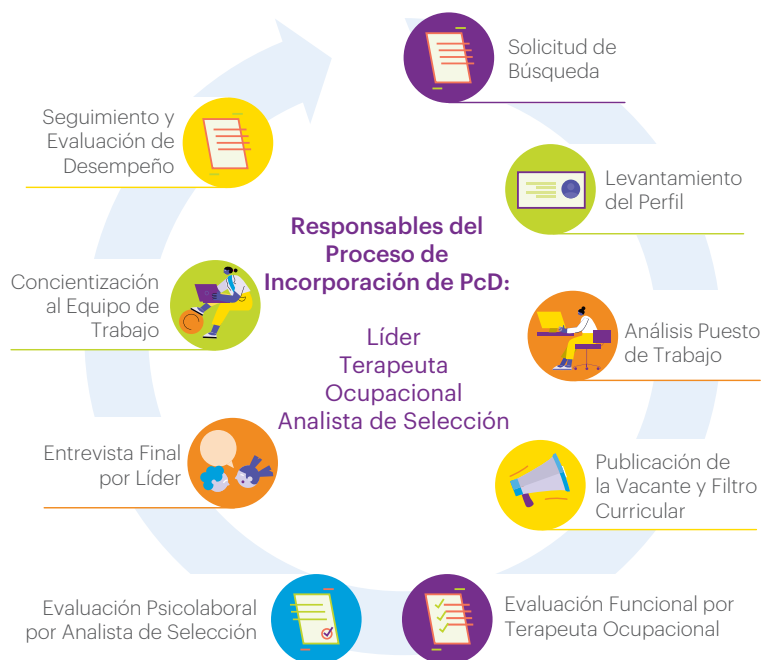 Solicitud de
Búsqueda
Levantamiento
del Perfil
Análisis Puesto
de Trabajo
Publicación de
la Vacante y Filtro
Curricular
Evaluación Funcional por
Terapeuta Ocupacional
Evaluación Psicolaboral
por Analista de Selección
Entrevista Final
por Líder
Concientización
al Equipo de
Trabajo
Seguimiento y
Evaluación de
Desempeño
Responsables del
Proceso de
Incorporación de PcD:
Líder
Terapeuta
Ocupacional
Analista de Selección